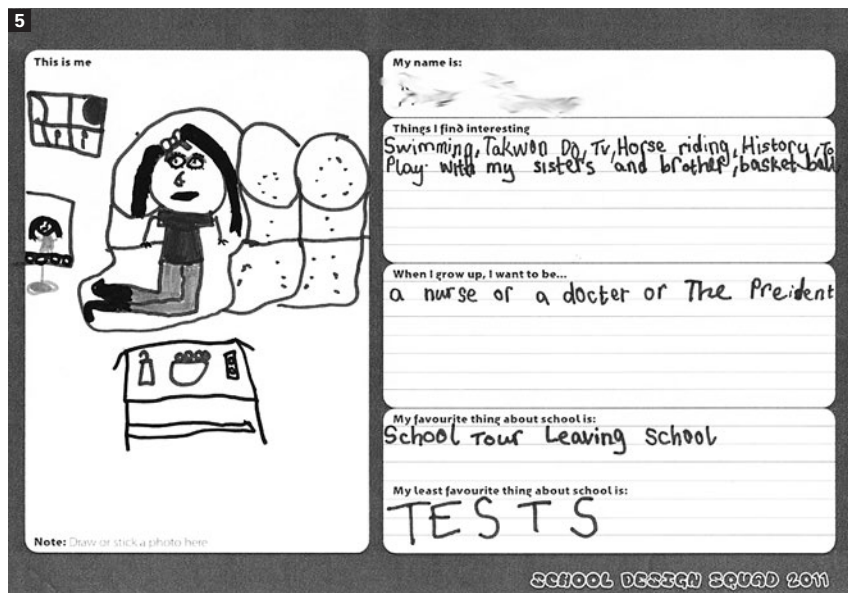 5
This is me
Note: Draw or stick a photo here
My name is:
Things I find interesting
Swimming, Takwon Do, Tv, Horse riding, History, To
Play with my sisters and brother, basket ball
When I grow up, I want to be...
a nurse or a docter or The Preident
My favourite thing about school is:
School Tour Leaving school
My least favourite thing about school is:
TESTS
SCHOOL DESIGN SQUAD 2011